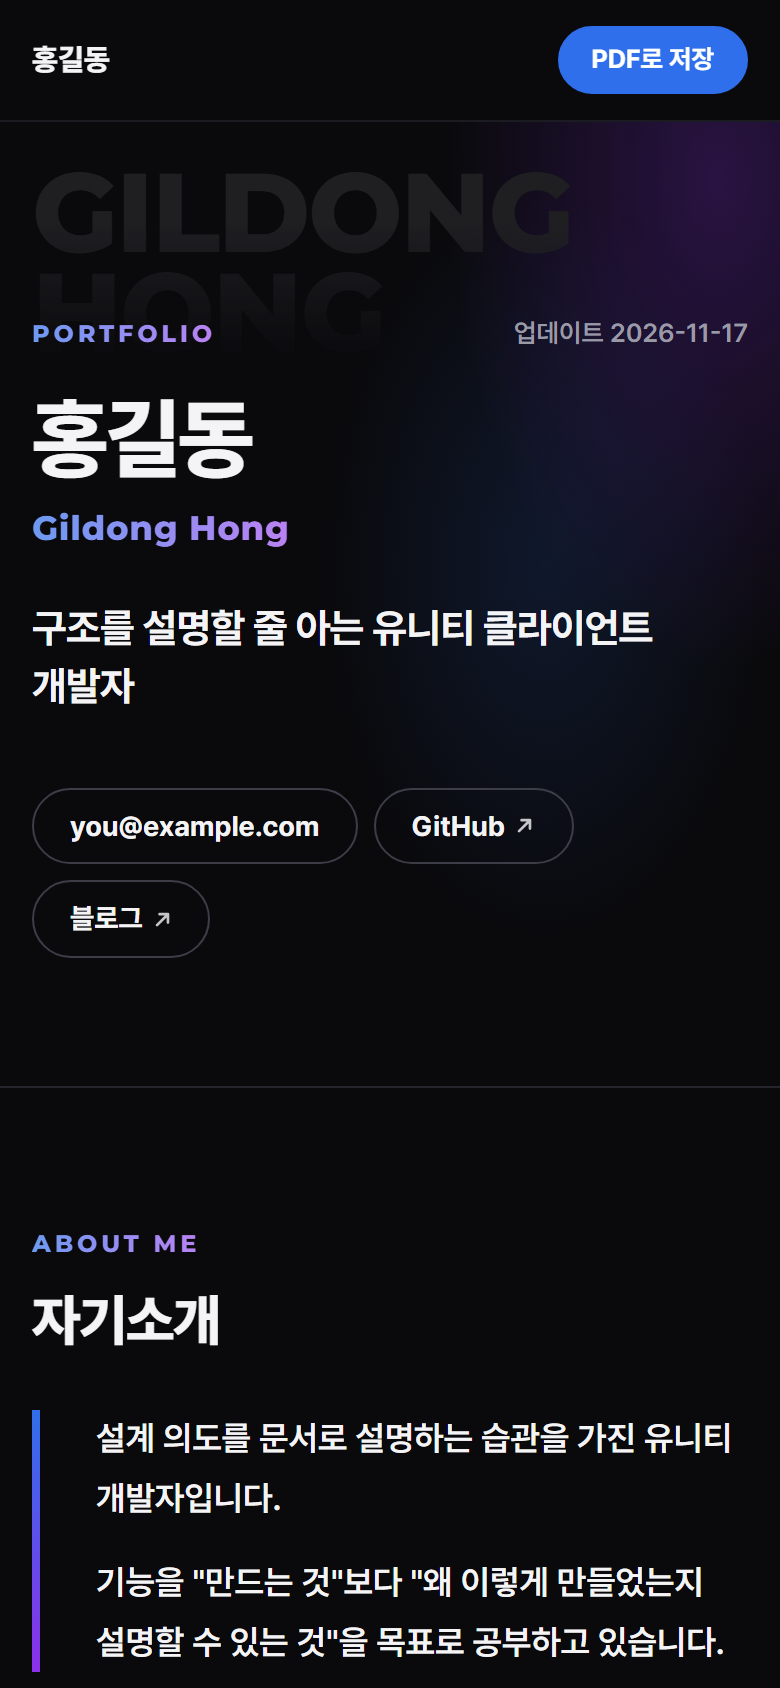 홍길동
PDF로 저장
GILDONG
HONG
PORTFOLIO
업데이트 2026-11-17
홍길동
Gildong Hong
구조를 설명할 줄 아는 유니티 클라이언트
개발자
you@example.com
GitHub ↗
블로그 ↗
ABOUT ME
자기소개
설계 의도를 문서로 설명하는 습관을 가진 유니티
개발자입니다.
기능을 "만드는 것"보다 "왜 이렇게 만들었는지
설명할 수 있는 것"을 목표로 공부하고 있습니다.